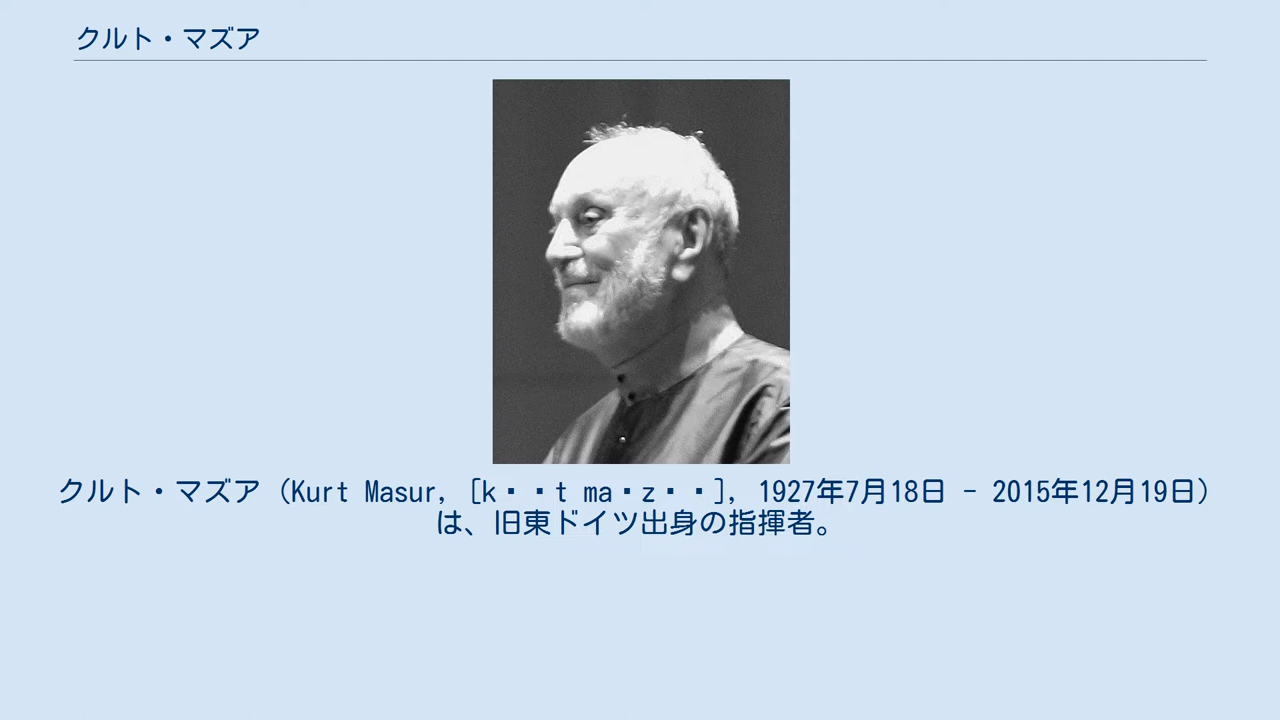 クルト・マズア
クルト・マズア（Kurt Masur, [k・・t ma・z・・], 1927年7月18日 - 2015年12月19日）
は、旧東ドイツ出身の指揮者。